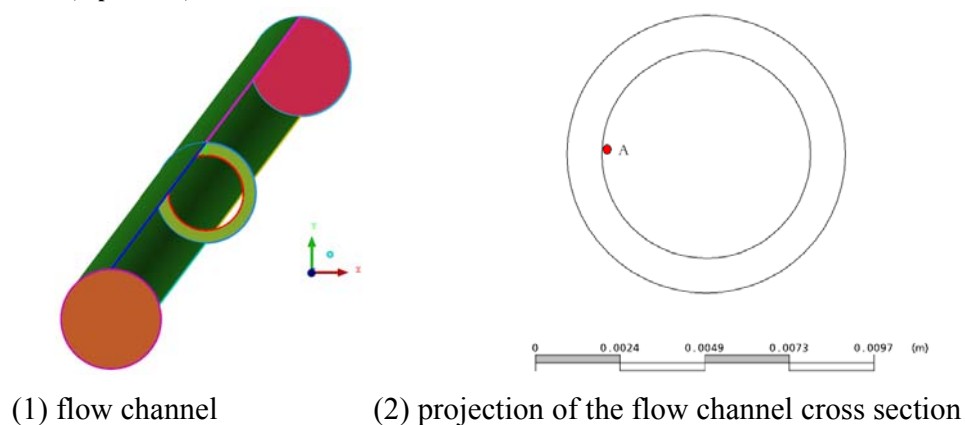 Y
X
A
0 0.0024 0.0049 0.0073 0.0097 (m)
(1) flow channel (2) projection of the flow channel cross section